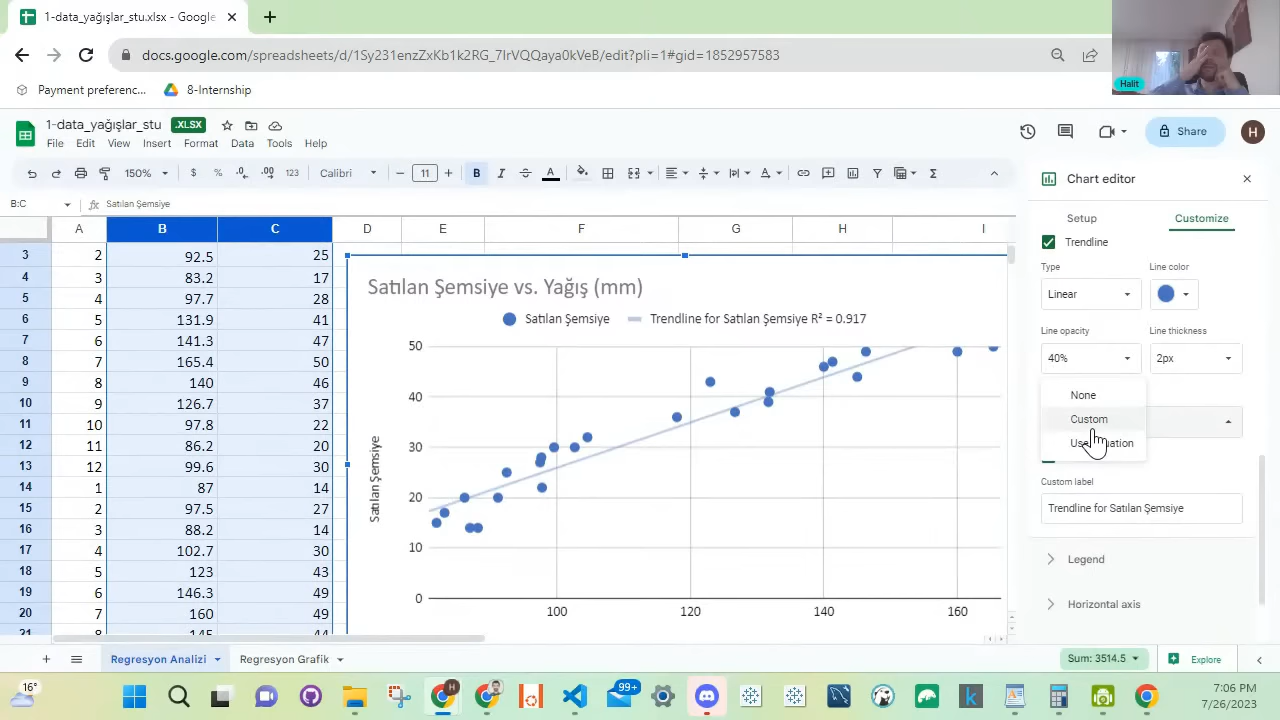 1-data_yağışlar_stu.xlsx - Google
docs.google.com/spreadsheets/d/1Sy231enzZxKb1k2RG_7IrVQQaya0kVeB/edit?pli=1#gid=1852957583
Halit
Payment preferenc...
8-Internship
1-data_yağışlar_stu
.XLSX
Share
H
File Edit View Insert Format Data Tools Help
150% $ % .0 .00 123 Calibri 11 B I A
Chart editor
B:C
fx Satılan Şemsiye
Setup
Customize
A B C D E F G H I
Trendline
3 2 92.5 25
4 3 83.2 17
5 4 97.7 28
6 5 131.9 41
7 6 141.3 47
8 7 165.4 50
9 8 140 46
10 9 126.7 37
11 10 97.8 22
12 11 86.2 20
13 12 99.6 30
14 1 87 14
15 2 97.5 27
16 3 88.2 14
17 4 102.7 30
18 5 123 43
19 6 146.3 49
20 7 160 49
21 8 145 44
Satılan Şemsiye vs. Yağış (mm)
Satılan Şemsiye
Trendline for Satılan Şemsiye R² = 0.917
50
40
30
20
10
0
Satılan Şemsiye
100 120 140 160
Type
Line color
Linear
Line opacity
Line thickness
40%
2px
None
Custom
Custom label
Trendline for Satılan Şemsiye
Legend
Horizontal axis
Regresyon Analizi
Regresyon Grafik
Sum: 3514.5
Explore
16°
H
99+
k
7:06 PM
7/26/2023